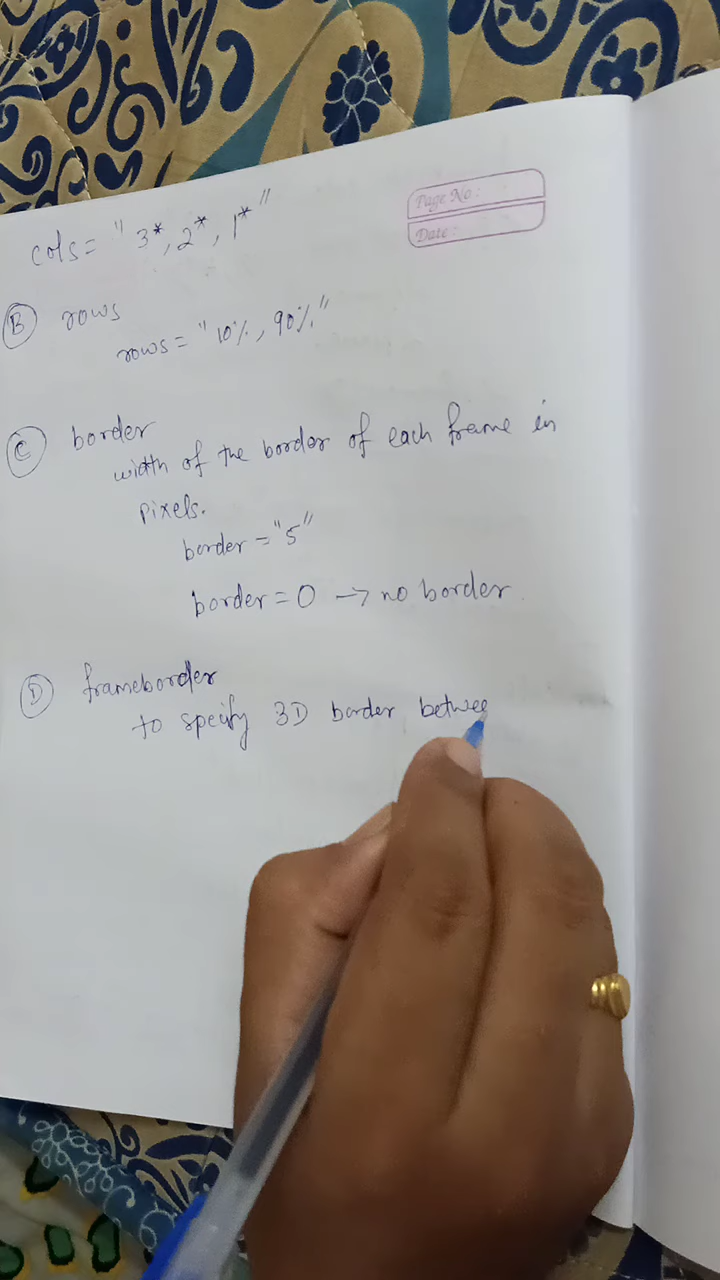 Page No:
Date:
cols= "3*, 2*, 1*"
(B) rows
rows = "10%, 90%"
(C) border
width of the border of each frame in
pixels.
border = "5"
border = 0 → no border.
(D) frameborder
to specify 3D border betwee